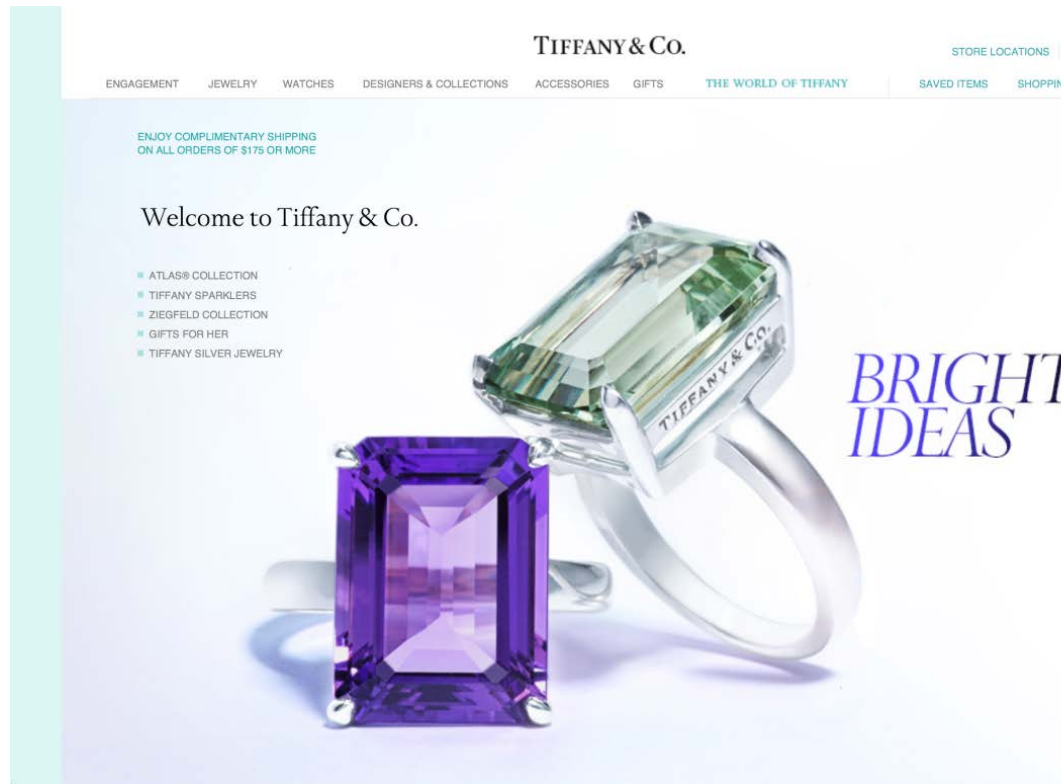 TIFFANY & CO.
STORE LOCATIONS
ENGAGEMENT JEWELRY WATCHES DESIGNERS & COLLECTIONS ACCESSORIES GIFTS THE WORLD OF TIFFANY SAVED ITEMS SHOPPIN
ENJOY COMPLIMENTARY SHIPPING
ON ALL ORDERS OF $175 OR MORE
Welcome to Tiffany & Co.
ATLAS® COLLECTION
TIFFANY SPARKLERS
ZIEGFELD COLLECTION
GIFTS FOR HER
TIFFANY SILVER JEWELRY
TIFFANY & CO.
BRIGHT
IDEAS